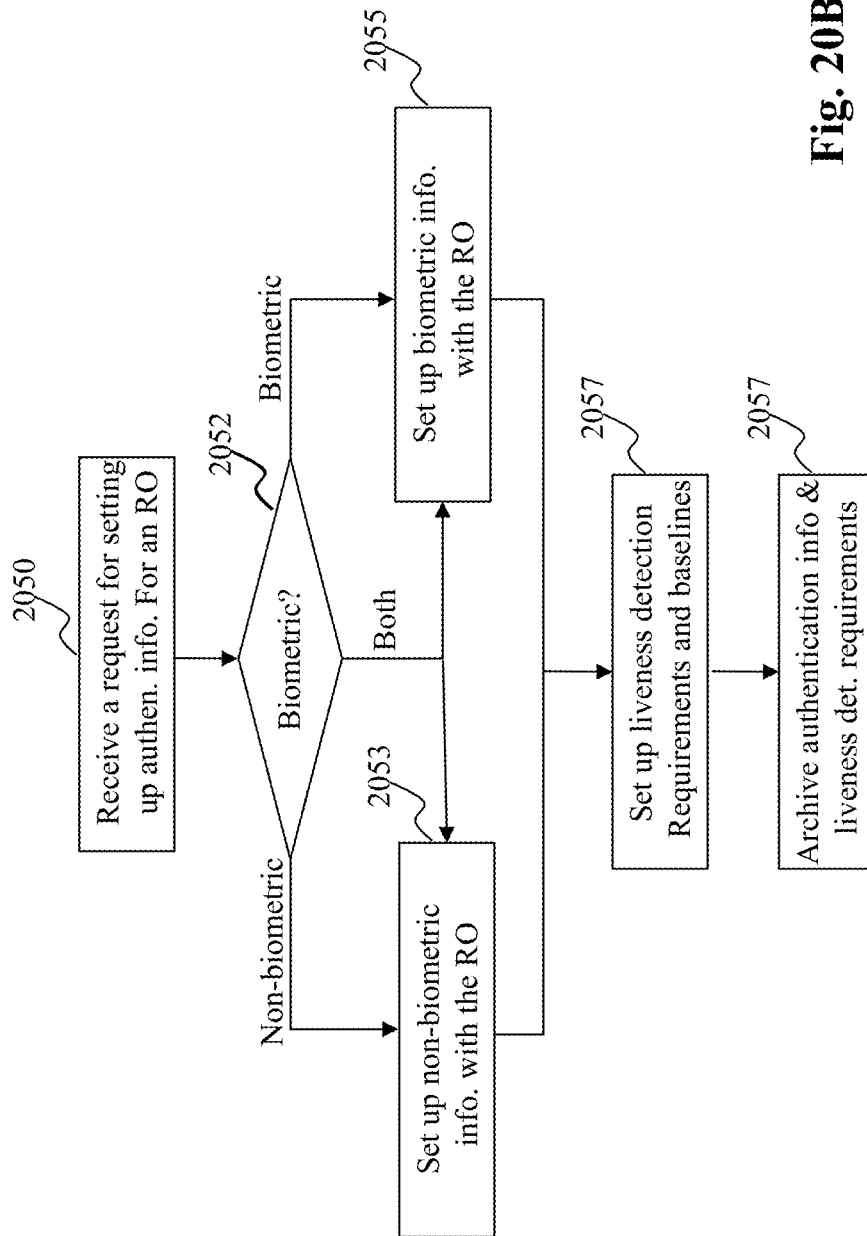 2050
Receive a request for setting
up authen. info. For an RO
2052
Biometric?
Non-biometric
Biometric
Both
2053
Set up non-biometric
info. with the RO
2055
Set up biometric info.
with the RO
2057
Set up liveness detection
Requirements and baselines
2057
Archive authentication info &
liveness det. requirements
Fig. 20B